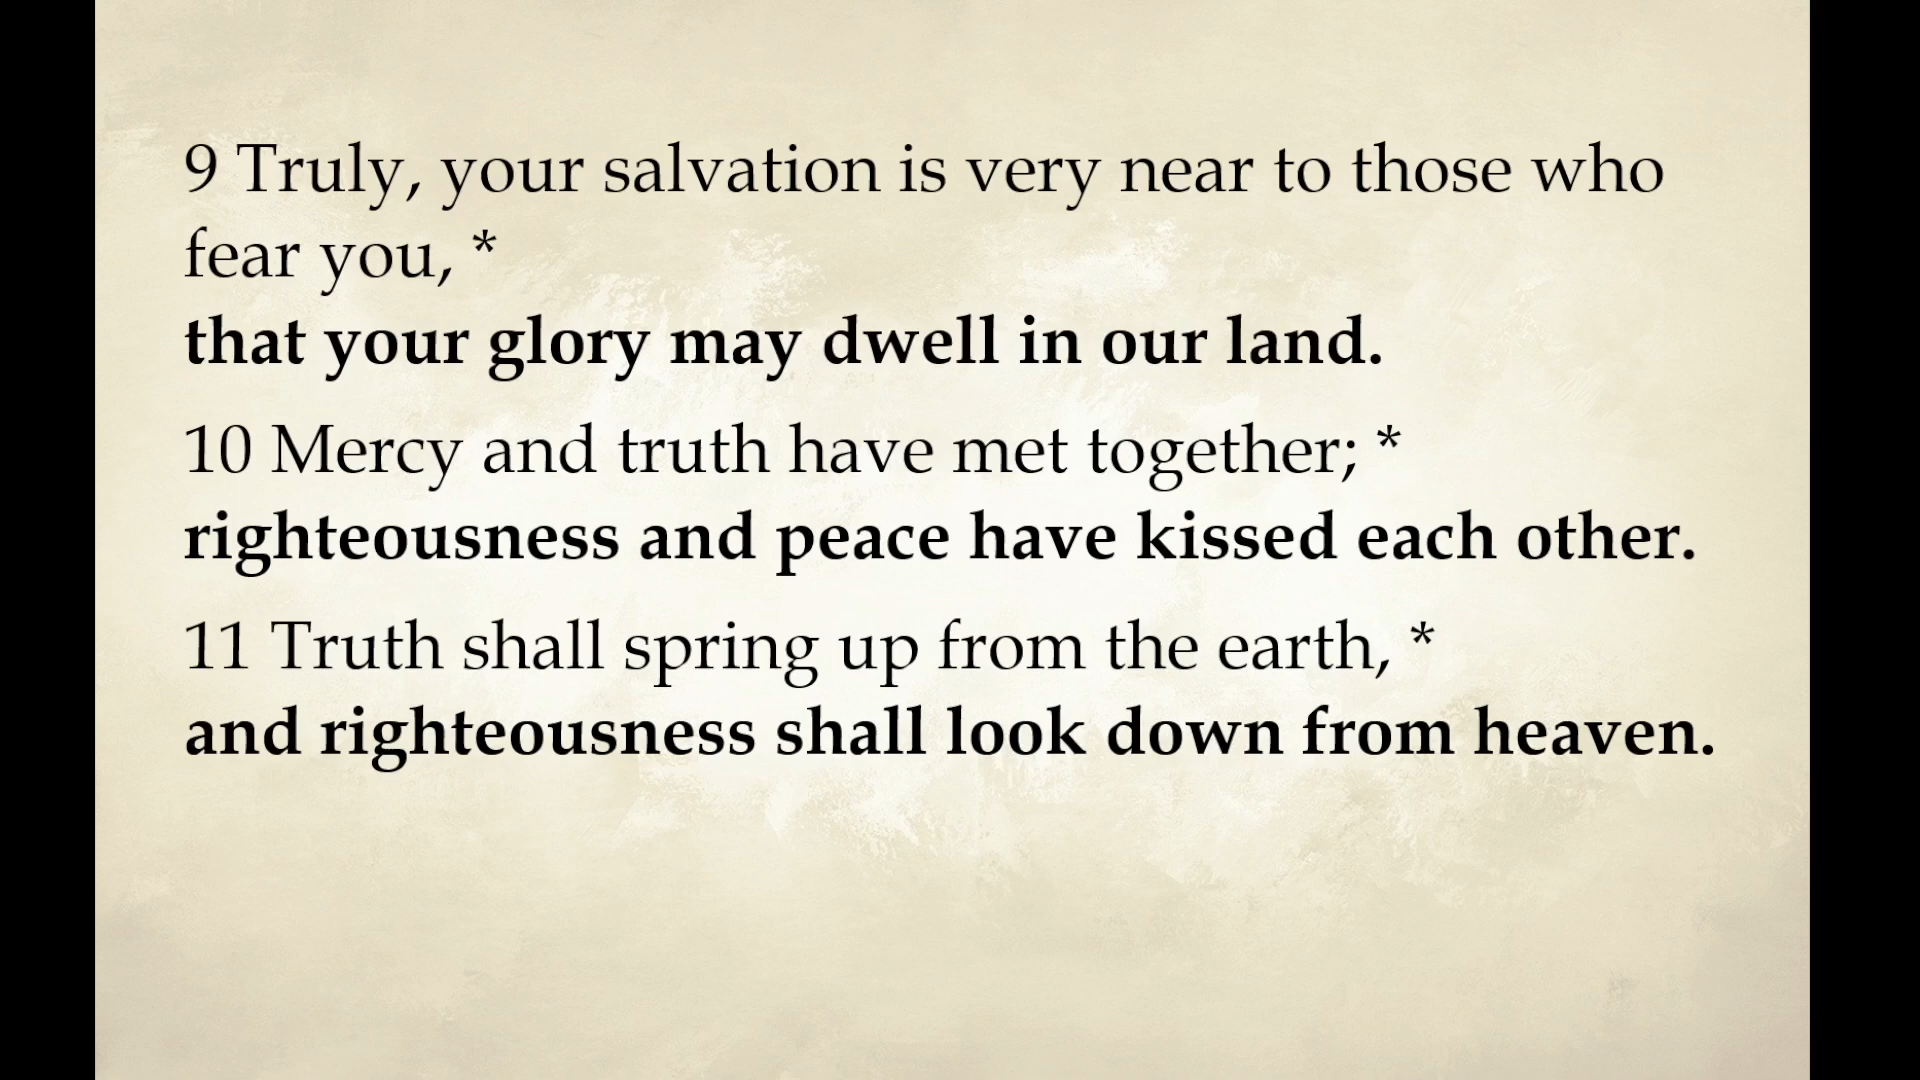 9 Truly, your salvation is very near to those who
fear you, *
that your glory may dwell in our land.
10 Mercy and truth have met together; *
righteousness and peace have kissed each other.
11 Truth shall spring up from the earth, *
and righteousness shall look down from heaven.